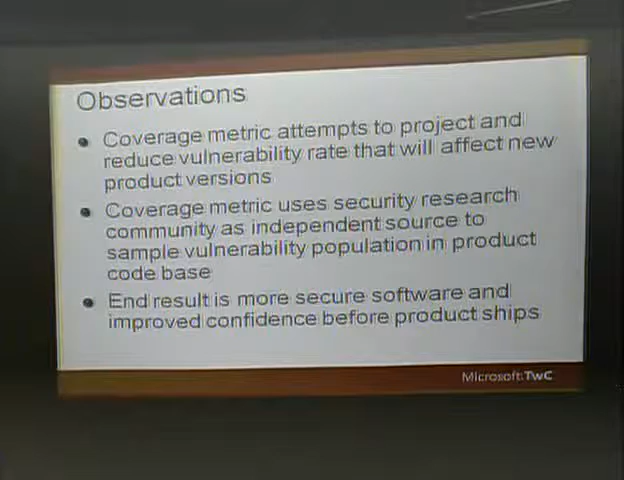 Observations
Coverage metric attempts to project and
reduce vulnerability rate that will affect new
product versions
Coverage metric uses security research
community as independent source to
sample vulnerability population in product
code base
End result is more secure software and
improved confidence before product ships
Microsoft TwC